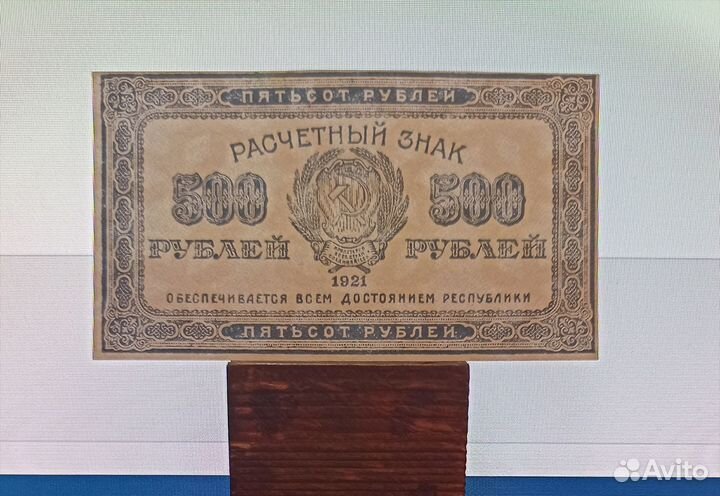 ПЯТЬСОТ РУБЛЕЙ
РАСЧЕТНЫЙ ЗНАК
500 500
РУБЛЕЙ РУБЛЕЙ
1921
ОБЕСПЕЧИВАЕТСЯ ВСЕМ ДОСТОЯНИЕМ РЕСПУБЛИКИ
ПЯТЬСОТ РУБЛЕЙ
Avito